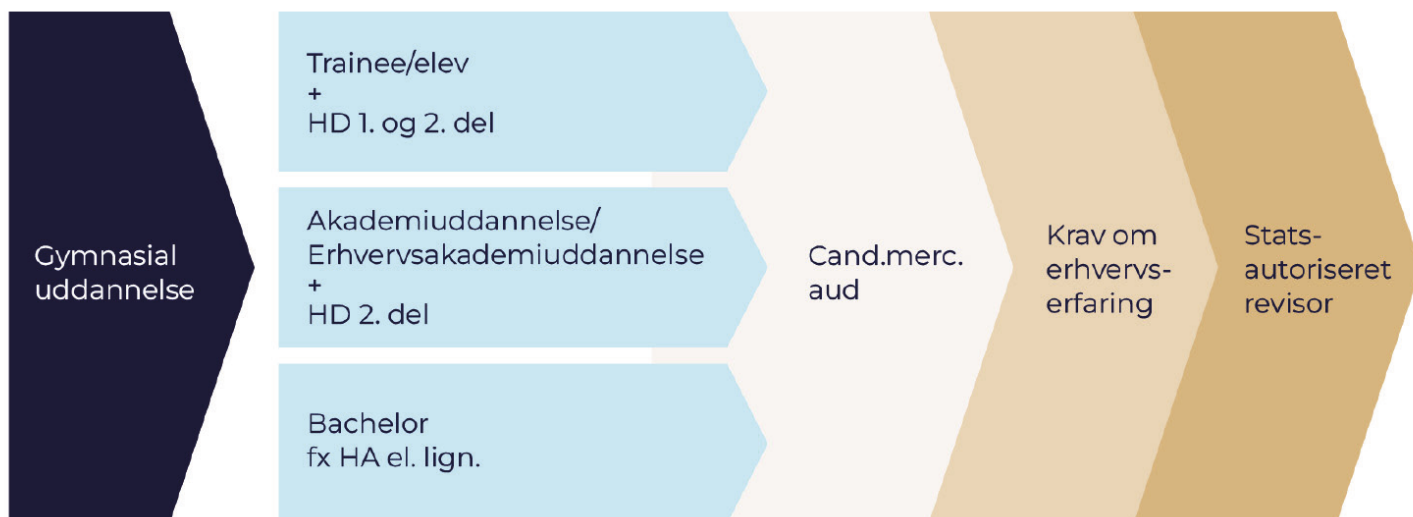 Gymnasial
uddannelse
Trainee/elev
+
HD 1. og 2. del
Akademiuddannelse/
Erhvervsakademiuddannelse
+
HD 2. del
Bachelor
fx HA el. lign.
Cand.merc.
aud
Krav om
erhvervs-
erfaring
Stats-
autoriseret
revisor